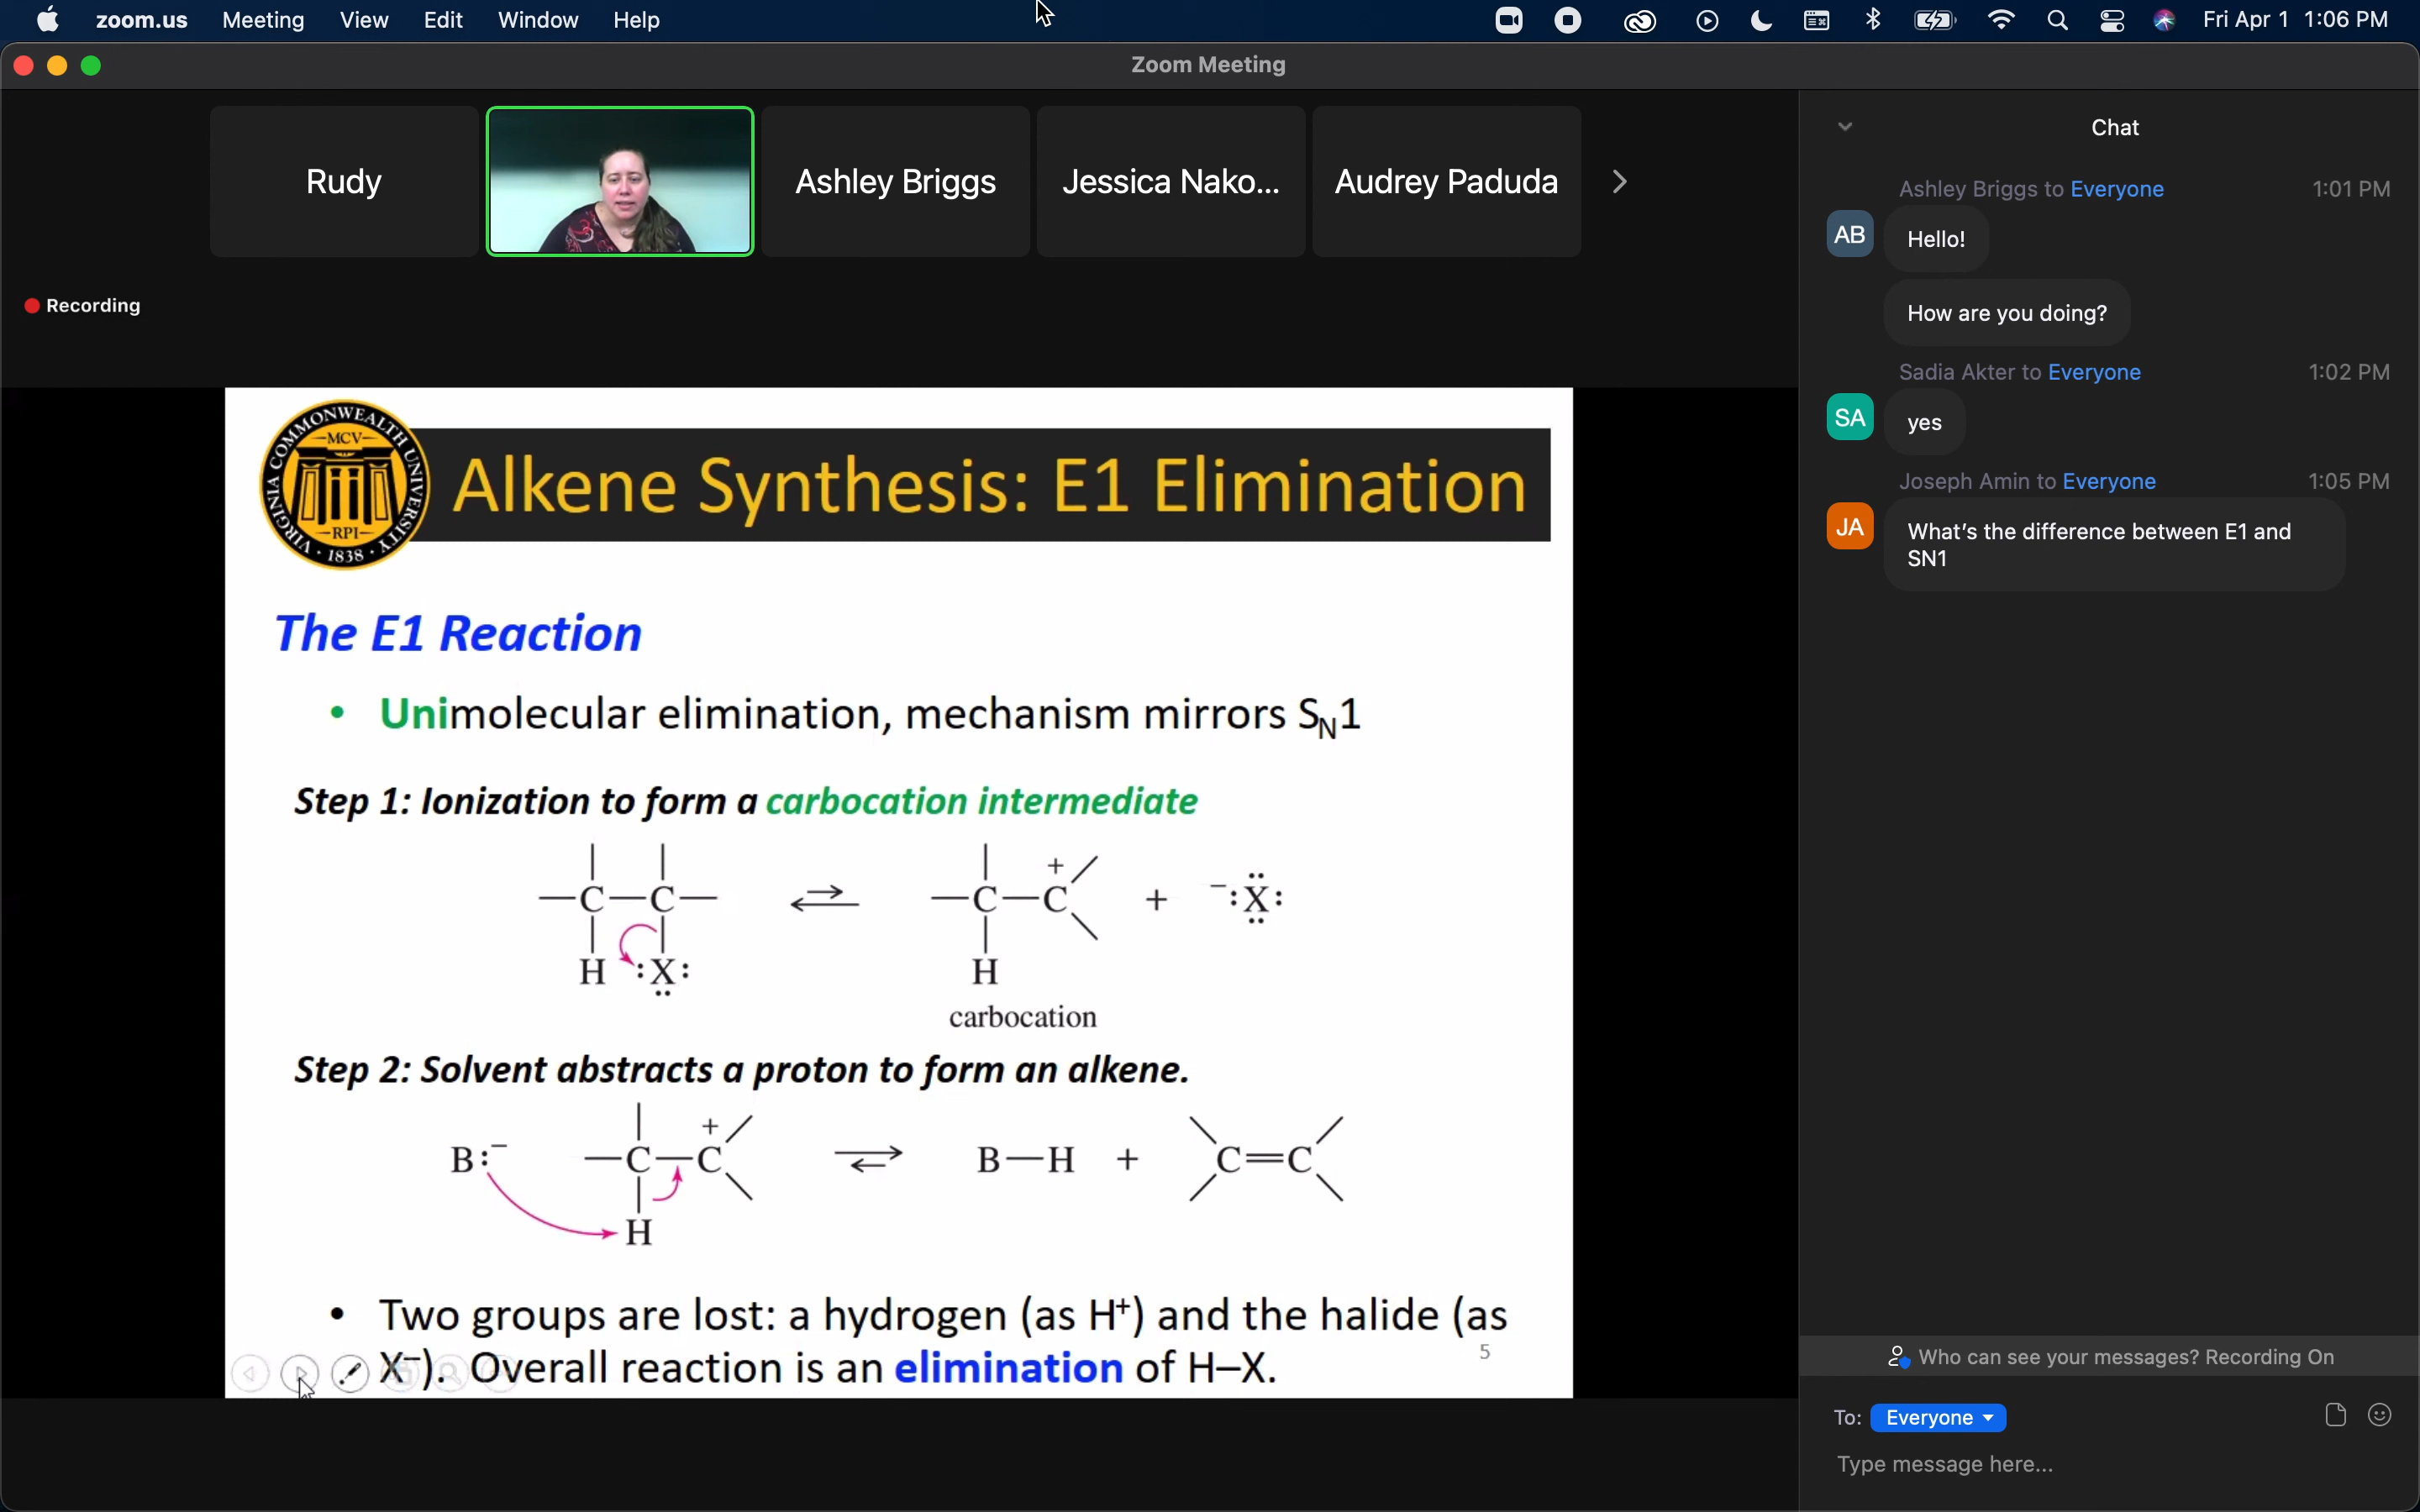 zoom.us Meeting View Edit Window Help Fri Apr 1 1:06 PM
Zoom Meeting
Rudy
Ashley Briggs
Jessica Nako...
Audrey Paduda
Recording
VIRGINIA COMMONWEALTH UNIVERSITY
MCV
RPI
1838
Alkene Synthesis: E1 Elimination
The E1 Reaction
• Unimolecular elimination, mechanism mirrors SN1
Step 1: Ionization to form a carbocation intermediate
C—C ⇌ C—C+ + −:X:
H :X: H
carbocation
Step 2: Solvent abstracts a proton to form an alkene.
B:− C—C+ ⇌ B—H + C=C
H
• Two groups are lost: a hydrogen (as H+) and the halide (as
X−). Overall reaction is an elimination of H–X.
5
Chat
Ashley Briggs to Everyone 1:01 PM
AB
Hello!
How are you doing?
Sadia Akter to Everyone 1:02 PM
SA
yes
Joseph Amin to Everyone 1:05 PM
JA
What's the difference between E1 and
SN1
Who can see your messages? Recording On
To: Everyone
Type message here...